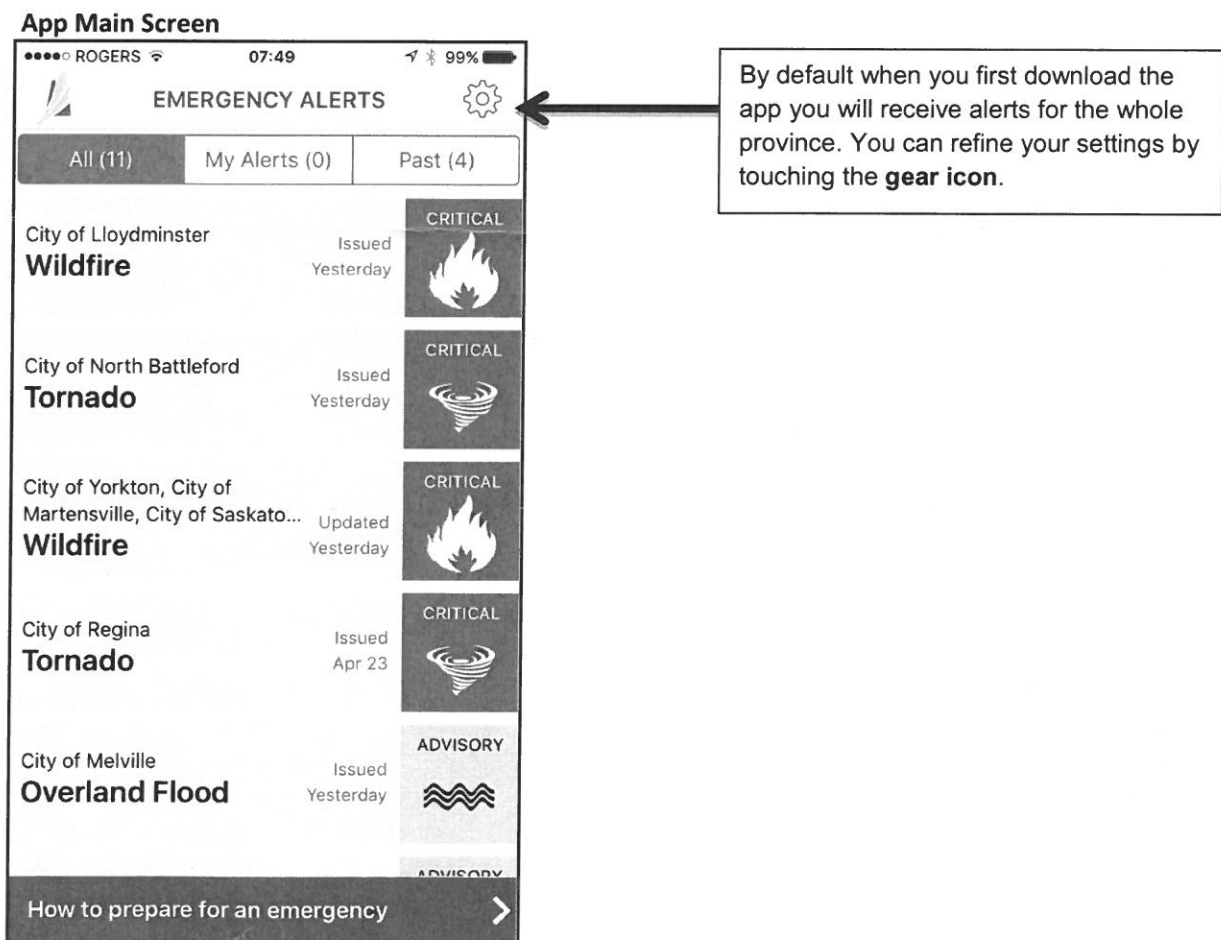 App Main Screen
ROGERS 07:49 99%
EMERGENCY ALERTS
All (11) My Alerts (0) Past (4)
CRITICAL
City of Lloydminster
Wildfire
Issued
Yesterday
CRITICAL
City of North Battleford
Tornado
Issued
Yesterday
CRITICAL
City of Yorkton, City of
Martensville, City of Saskato...
Wildfire
Updated
Yesterday
CRITICAL
City of Regina
Tornado
Issued
Apr 23
ADVISORY
City of Melville
Overland Flood
Issued
Yesterday
ADVISORY
How to prepare for an emergency
By default when you first download the
app you will receive alerts for the whole
province. You can refine your settings by
touching the gear icon.